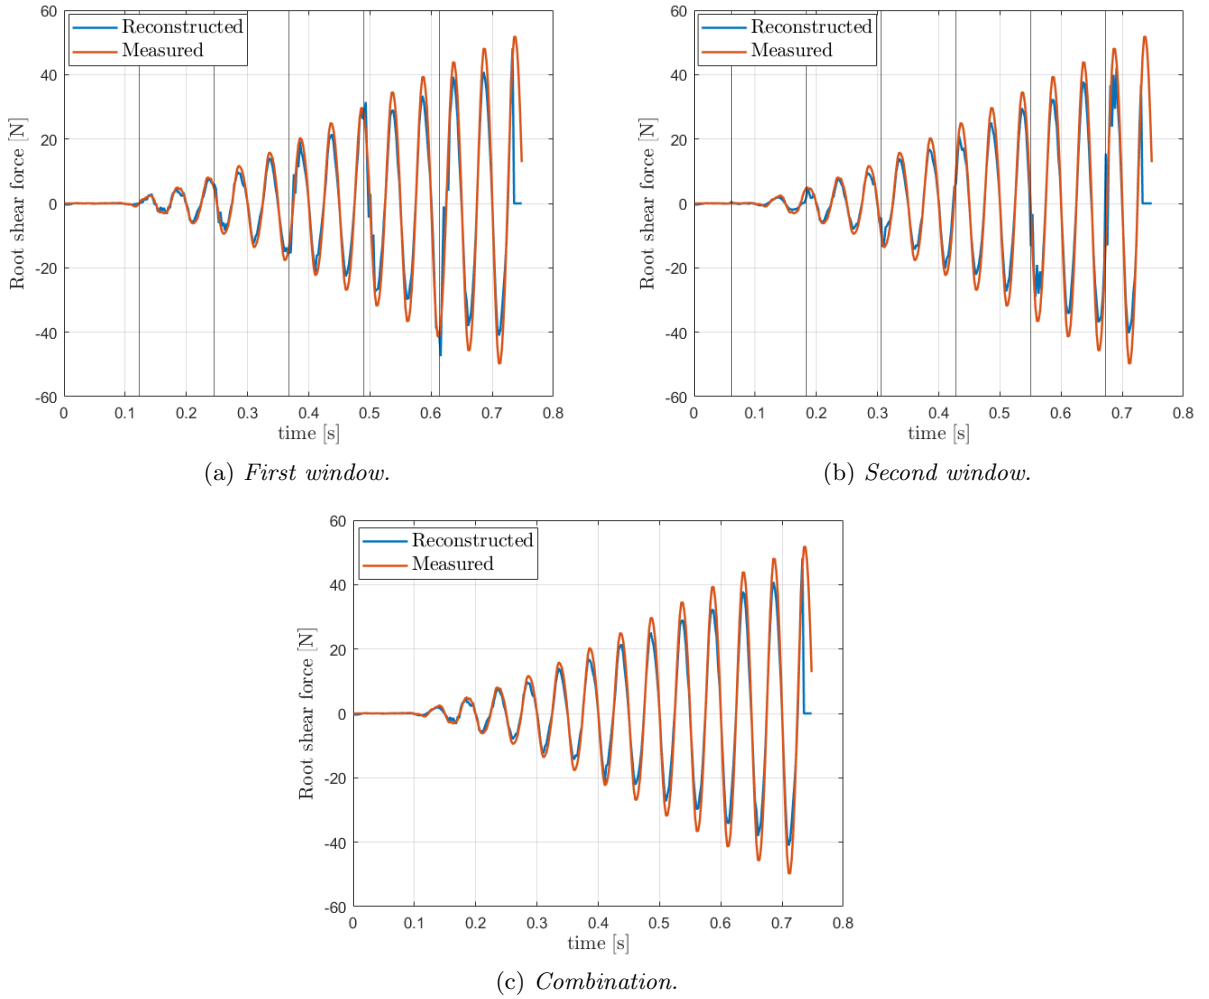 Reconstructed
Measured
Root shear force [N]
60
40
20
0
-20
-40
-60
0 0.1 0.2 0.3 0.4 0.5 0.6 0.7 0.8
time [s]
(a) First window.
Reconstructed
Measured
Root shear force [N]
60
40
20
0
-20
-40
-60
0 0.1 0.2 0.3 0.4 0.5 0.6 0.7 0.8
time [s]
(b) Second window.
Reconstructed
Measured
Root shear force [N]
60
40
20
0
-20
-40
-60
0 0.1 0.2 0.3 0.4 0.5 0.6 0.7 0.8
time [s]
(c) Combination.